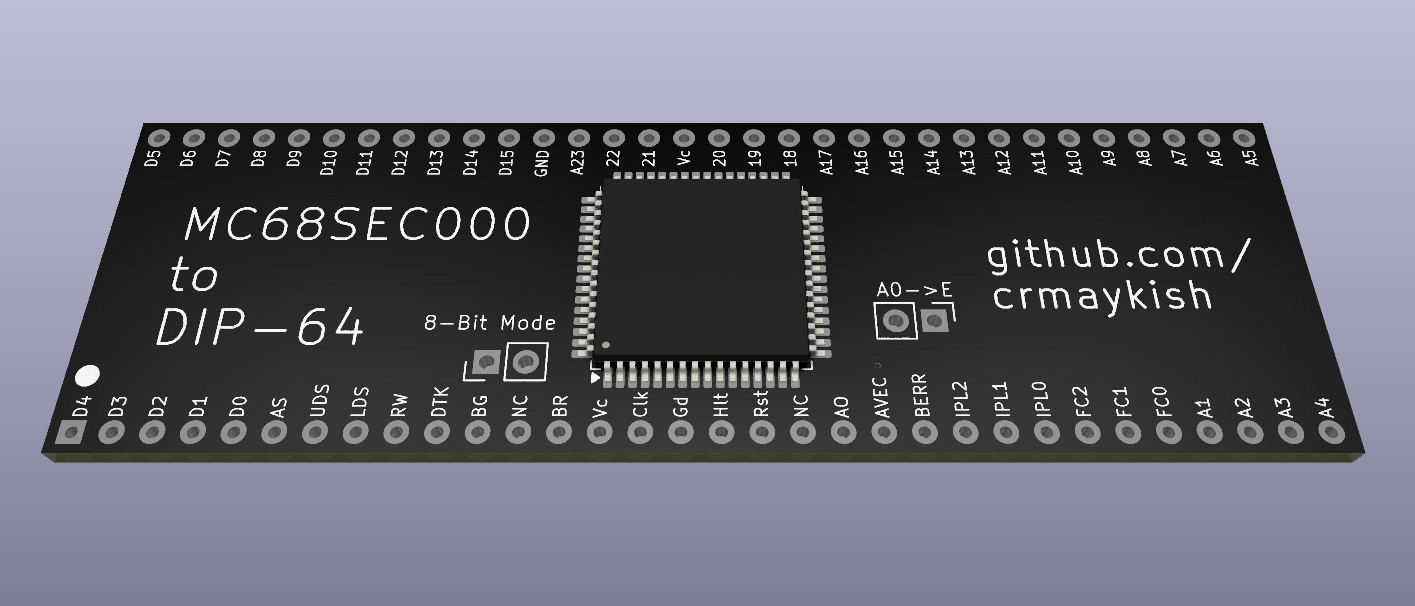 D5 D6 D7 D8 D9 D10 D11 D12 D13 D14 D15 GND A23 22 21 Vc 20 19 18 A17 A16 A15 A14 A13 A12 A11 A10 A9 A8 A7 A6 A5
MC68SEC000
to
DIP-64
github.com/
crmaykish
A0->E
8-Bit Mode
D4 D3 D2 D1 D0 AS UDS LDS RW DTK BG NC BR Vc Clk Gd Hlt Rst NC A0 AVEC BERR IPL2 IPL1 IPL0 FC2 FC1 FC0 A1 A2 A3 A4